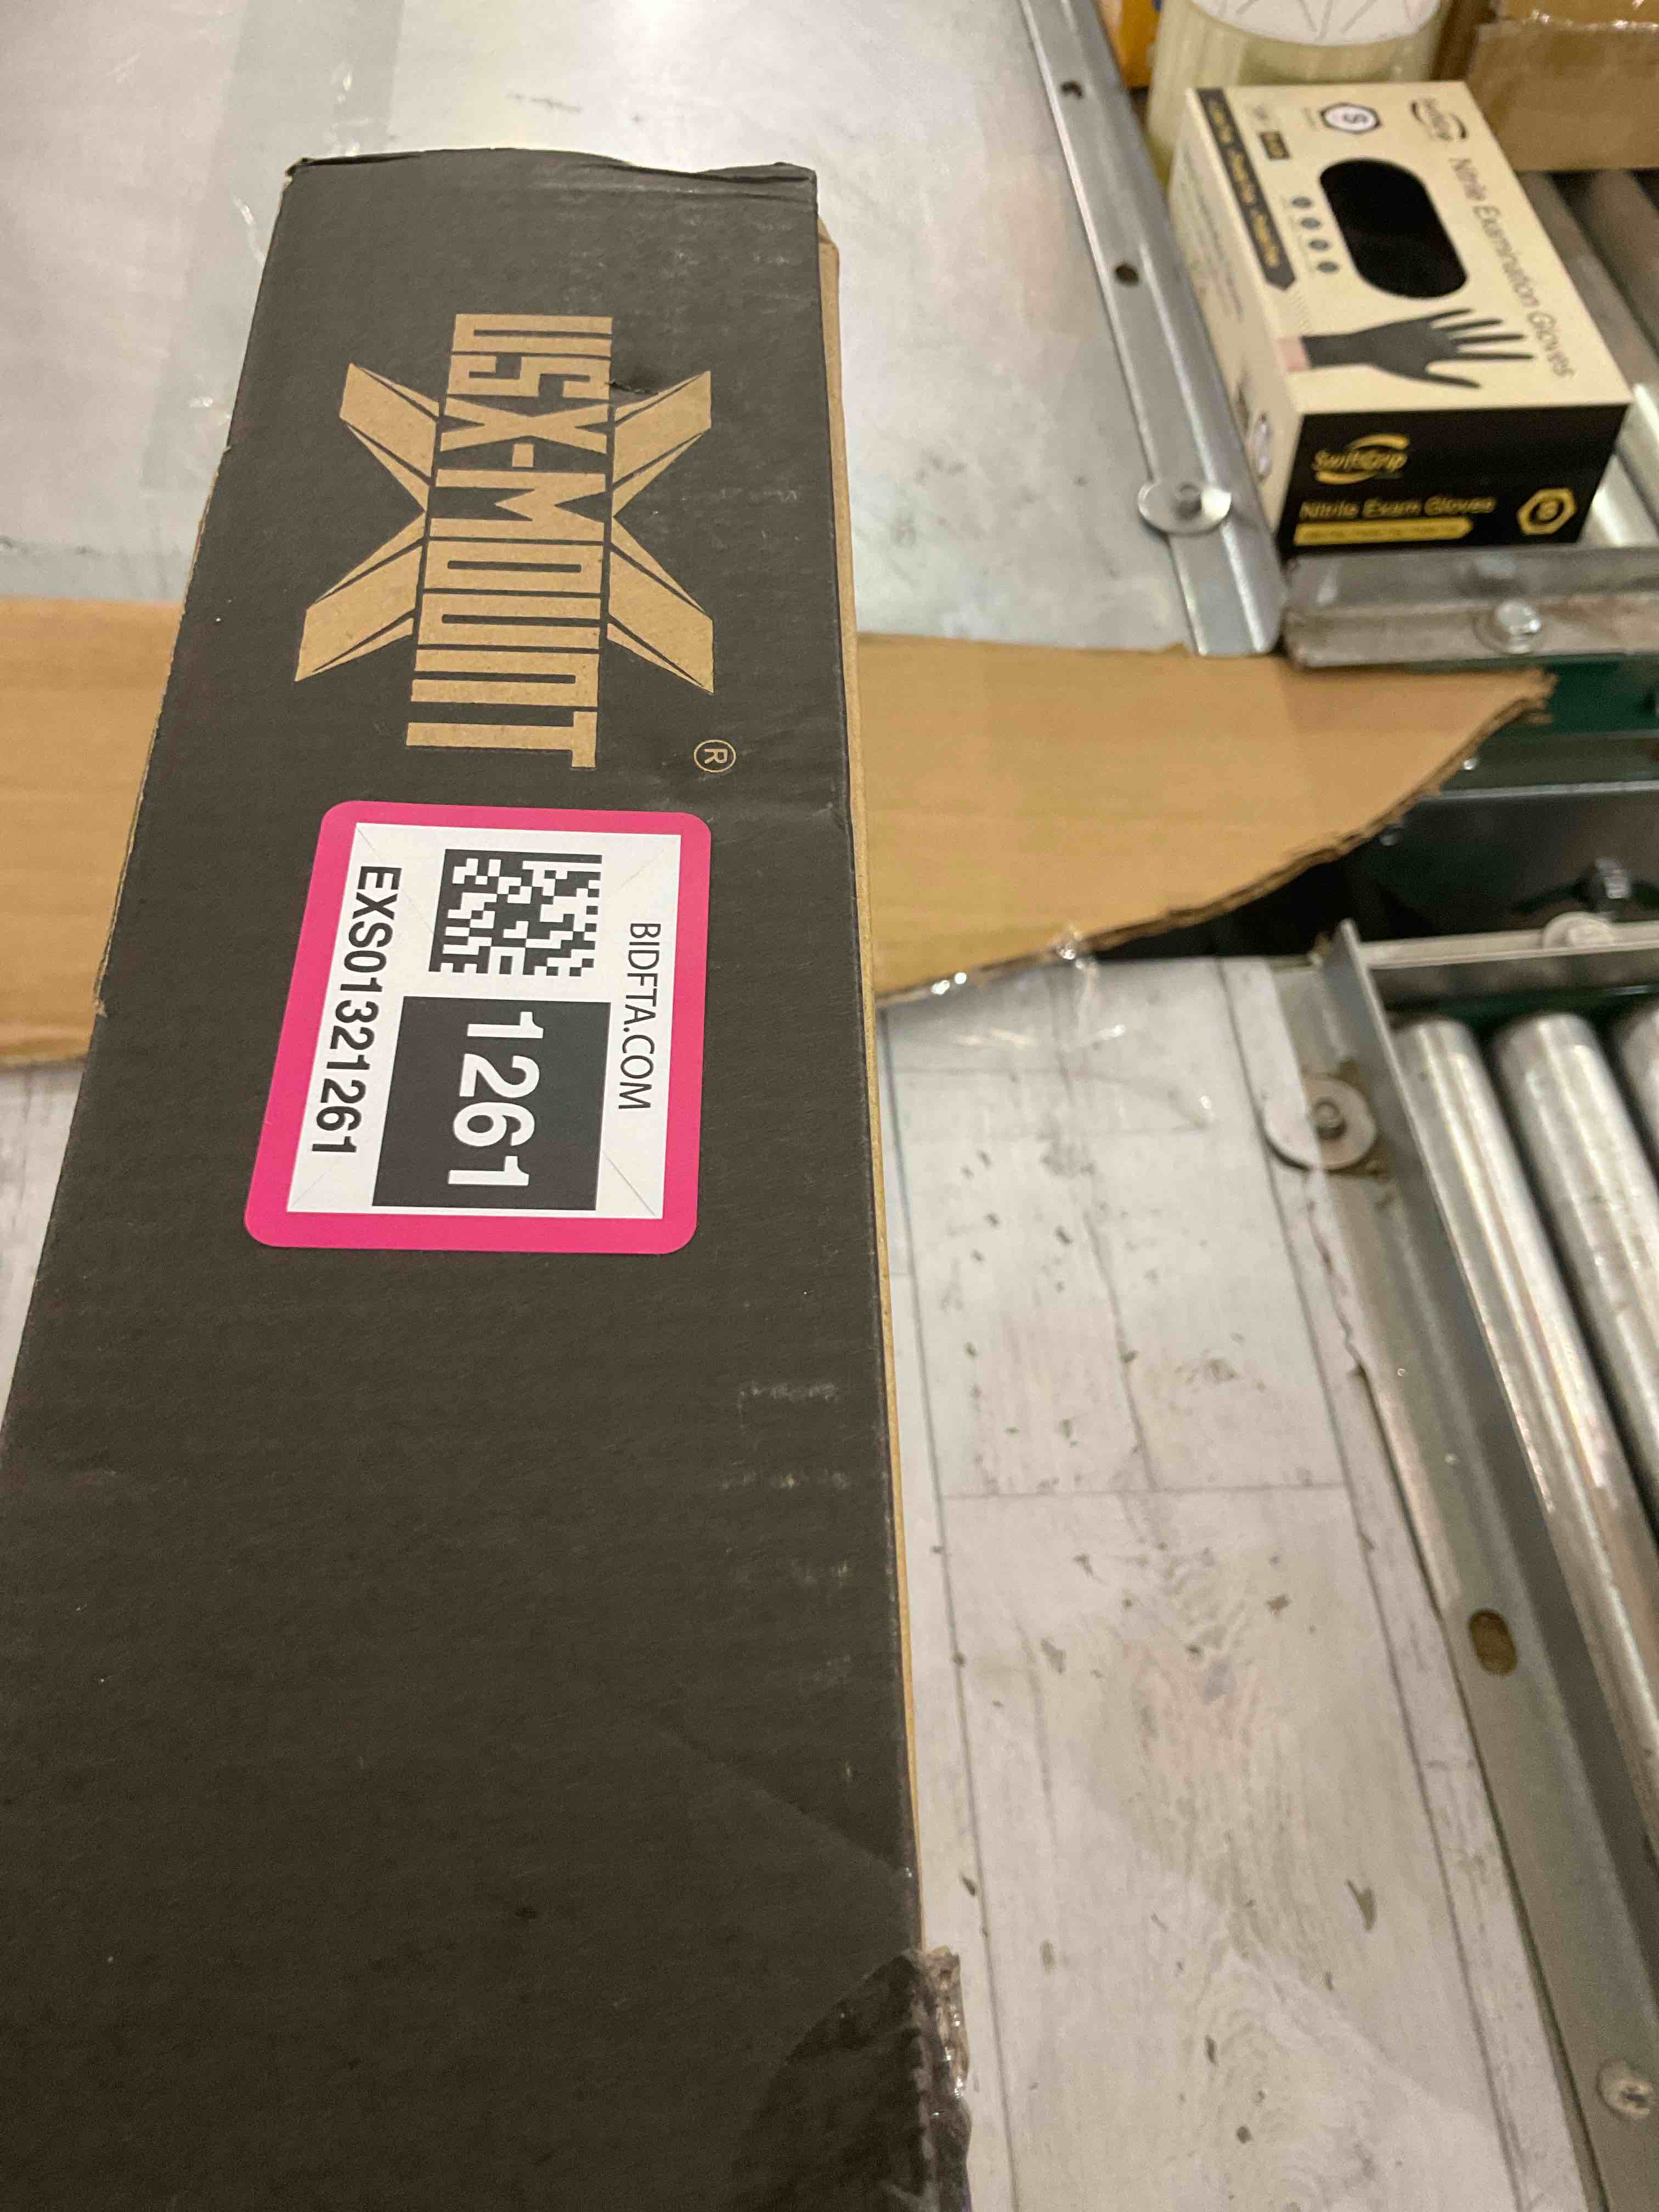 USX-MOUNT
®
BIDFTA.COM
1261
EXS01321261
Nitrile Examination Gloves
S
SwiftGrip
Nitrile Exam Gloves